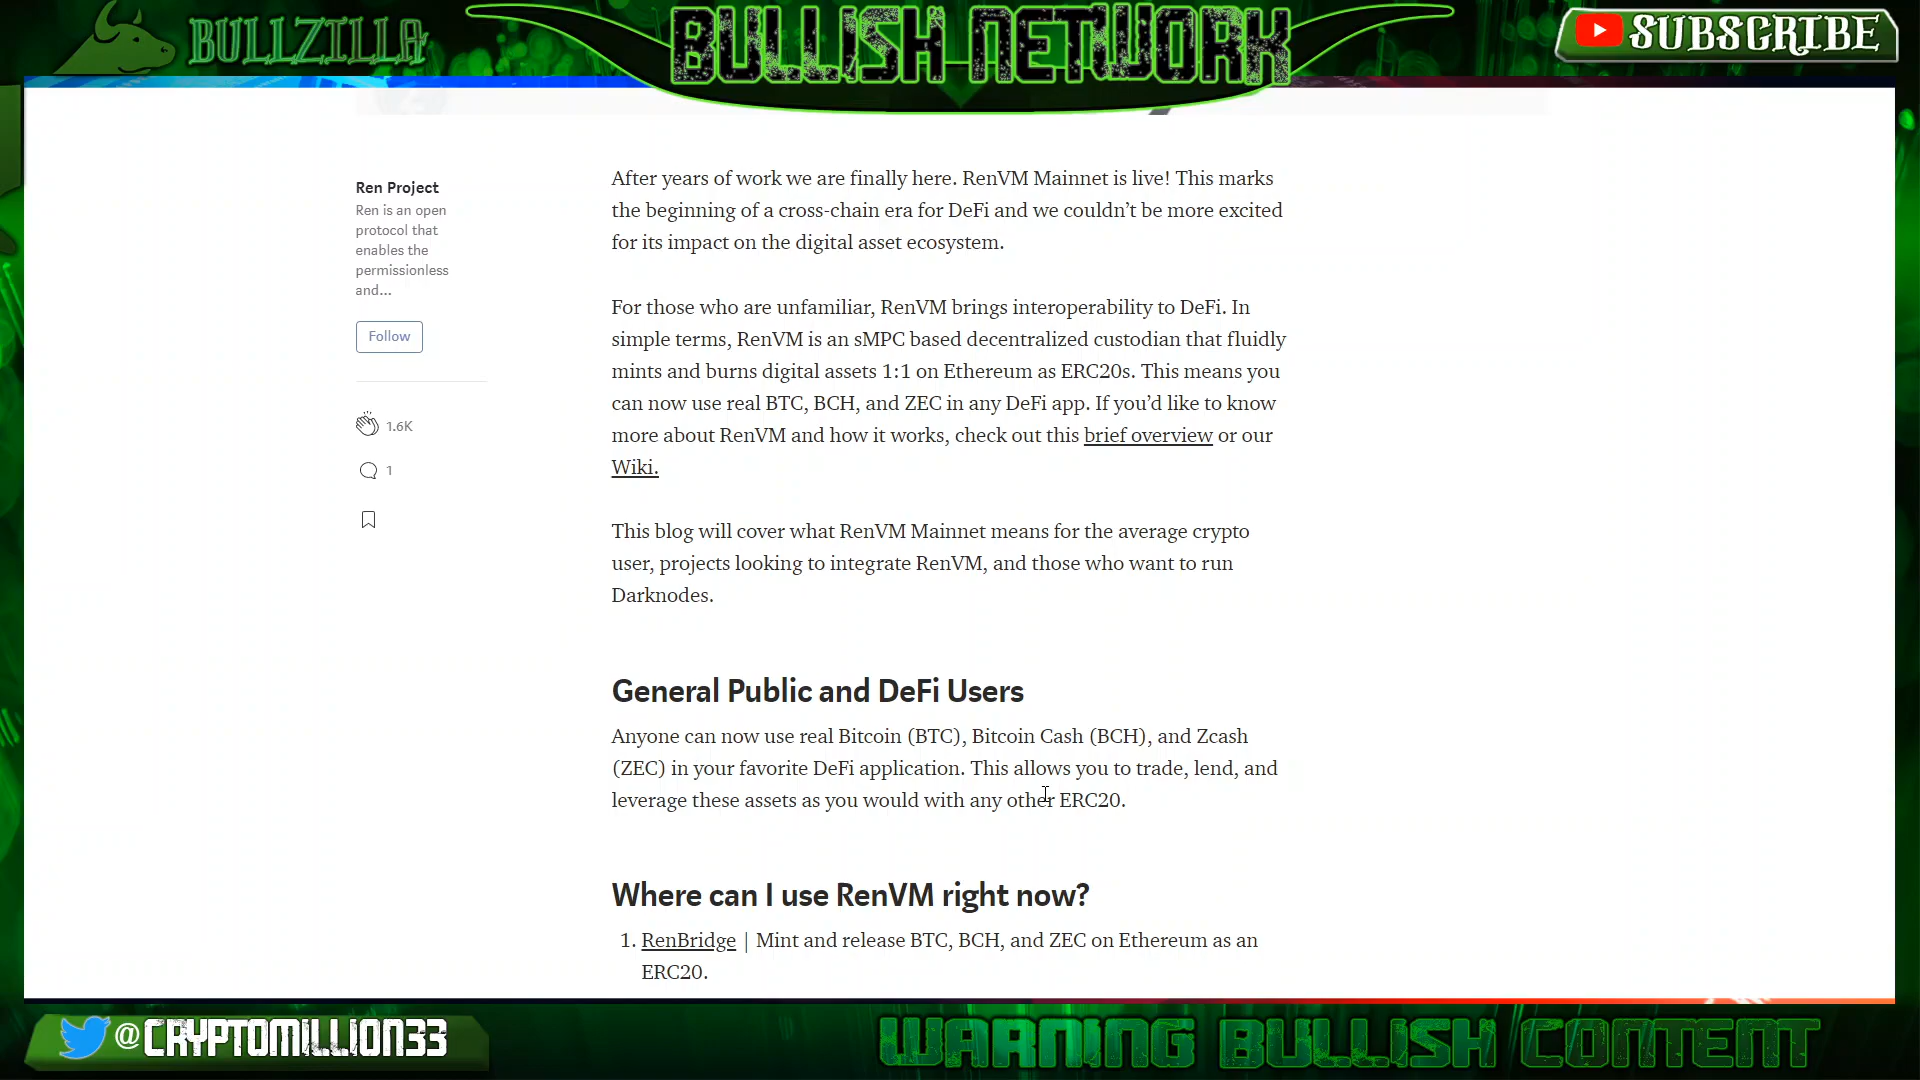 BULLZILLA
BULLISH NETWORK
SUBSCRIBE
Ren Project
Ren is an open
protocol that
enables the
permissionless
and...
Follow
1.6K
1
After years of work we are finally here. RenVM Mainnet is live! This marks
the beginning of a cross-chain era for DeFi and we couldn’t be more excited
for its impact on the digital asset ecosystem.
For those who are unfamiliar, RenVM brings interoperability to DeFi. In
simple terms, RenVM is an sMPC based decentralized custodian that fluidly
mints and burns digital assets 1:1 on Ethereum as ERC20s. This means you
can now use real BTC, BCH, and ZEC in any DeFi app. If you’d like to know
more about RenVM and how it works, check out this brief overview or our
Wiki.
This blog will cover what RenVM Mainnet means for the average crypto
user, projects looking to integrate RenVM, and those who want to run
Darknodes.
General Public and DeFi Users
Anyone can now use real Bitcoin (BTC), Bitcoin Cash (BCH), and Zcash
(ZEC) in your favorite DeFi application. This allows you to trade, lend, and
leverage these assets as you would with any other ERC20.
Where can I use RenVM right now?
1. RenBridge | Mint and release BTC, BCH, and ZEC on Ethereum as an
ERC20.
@CRYPTOMILLION33
WARNING BULLISH CONTENT